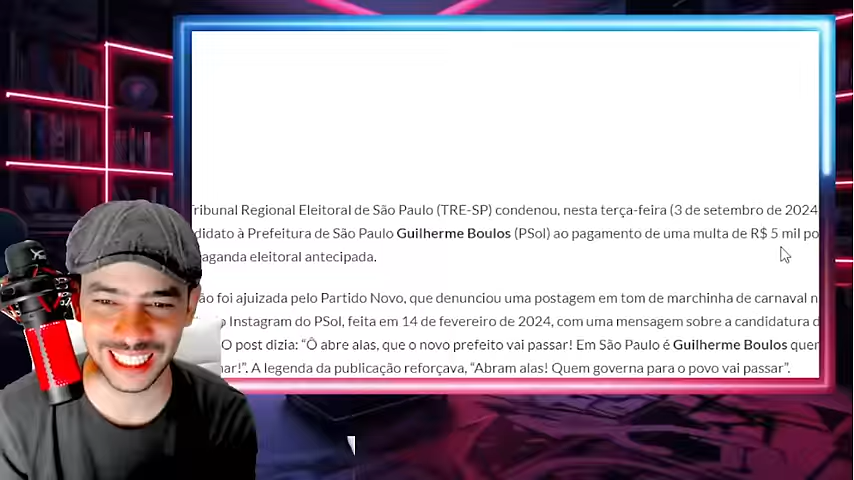 Tribunal Regional Eleitoral de São Paulo (TRE-SP) condenou, nesta terça-feira (3 de setembro de 2024
didato à Prefeitura de São Paulo Guilherme Boulos (PSol) ao pagamento de uma multa de R$ 5 mil po
aganda eleitoral antecipada.
ão foi ajuizada pelo Partido Novo, que denunciou uma postagem em tom de marchinha de carnaval n
o Instagram do PSol, feita em 14 de fevereiro de 2024, com uma mensagem sobre a candidatura d
O post dizia: “Ô abre alas, que o novo prefeito vai passar! Em São Paulo é Guilherme Boulos quer
nar!”. A legenda da publicação reforçava, “Abram alas! Quem governa para o povo vai passar”.